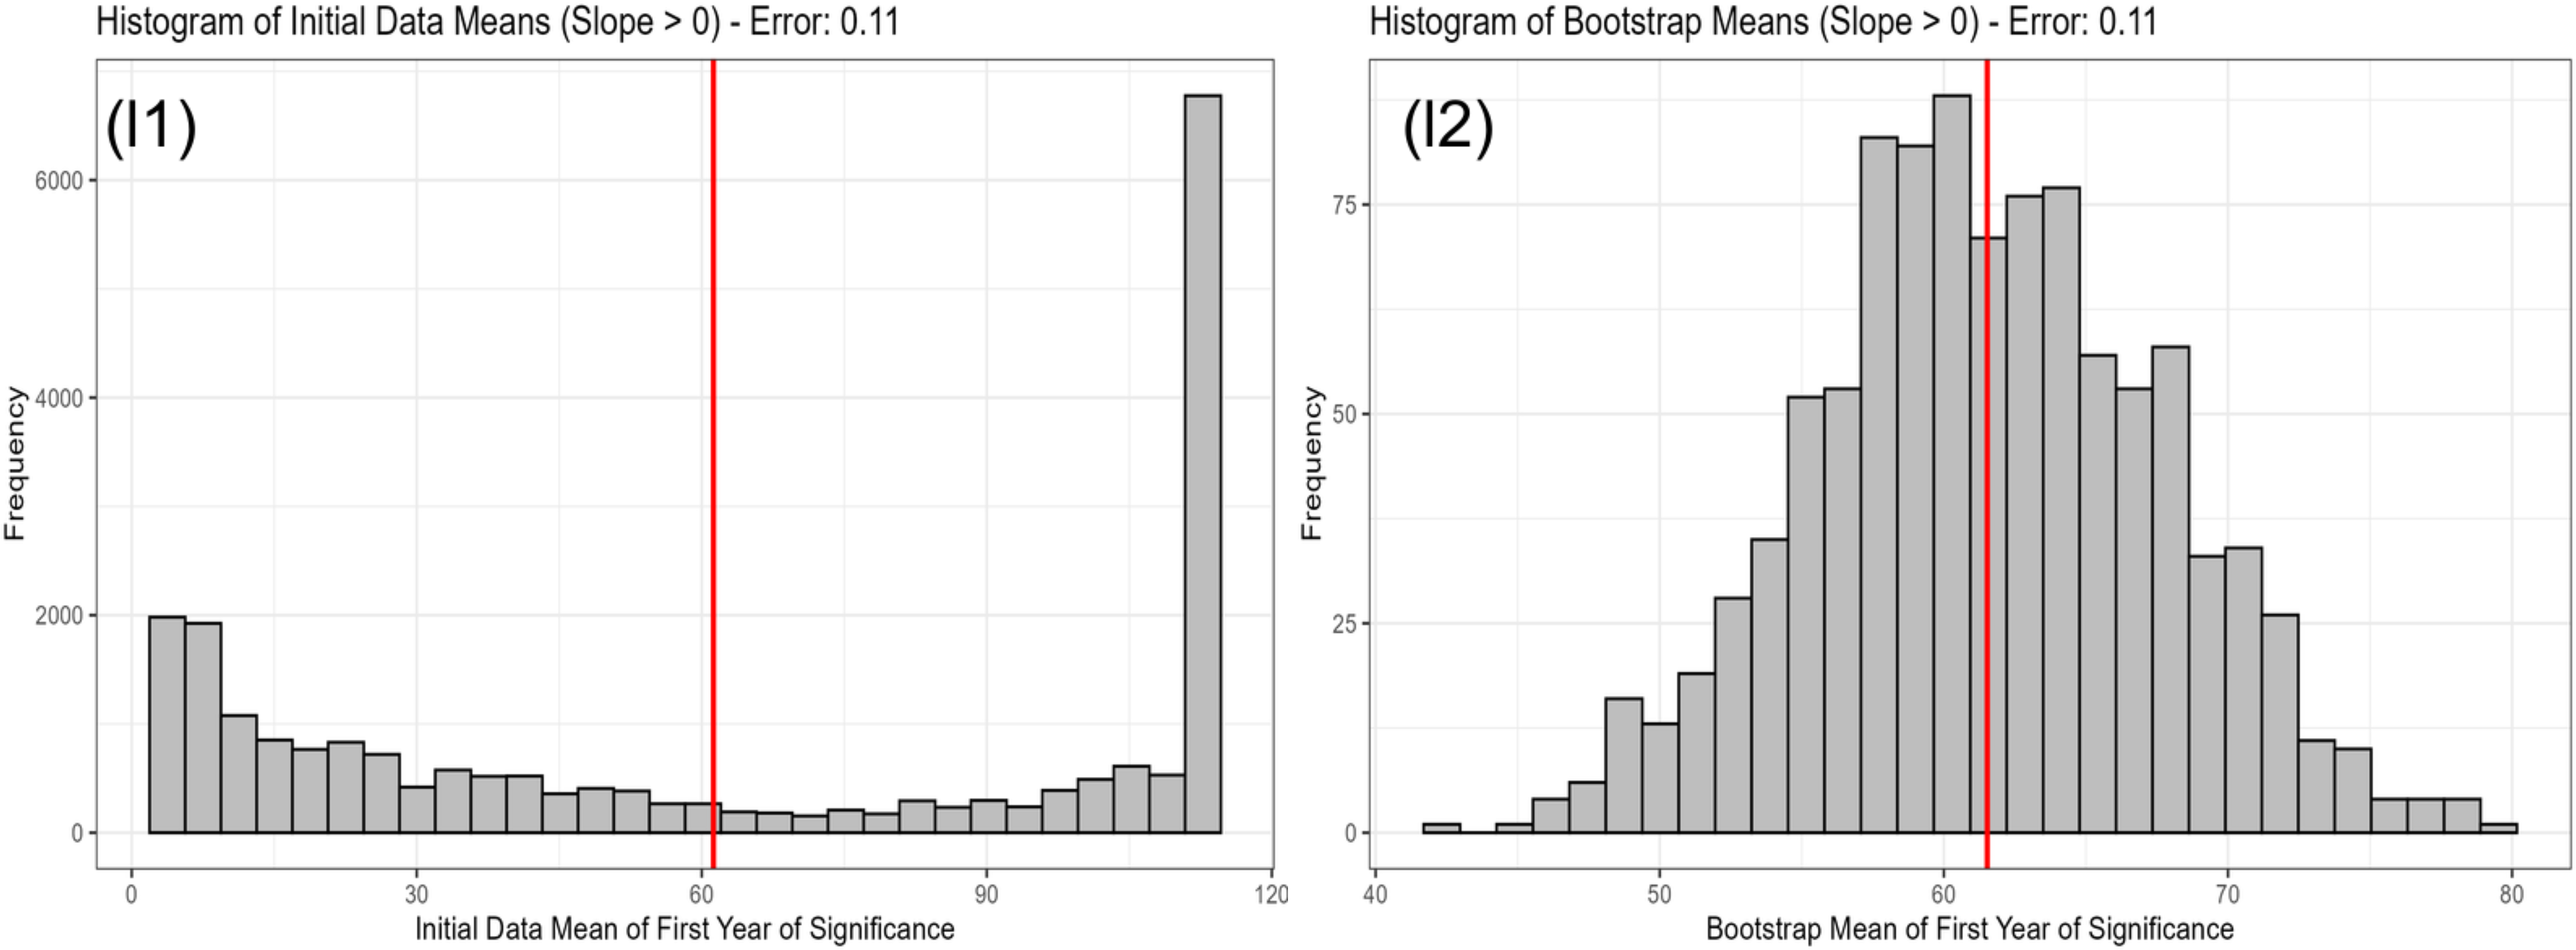 Histogram of Initial Data Means (Slope > 0) - Error: 0.11
(l1)
Frequency
6000
4000
2000
0
0 30 60 90 120
Initial Data Mean of First Year of Significance
Histogram of Bootstrap Means (Slope > 0) - Error: 0.11
(l2)
Frequency
75
50
25
0
40 50 60 70 80
Bootstrap Mean of First Year of Significance